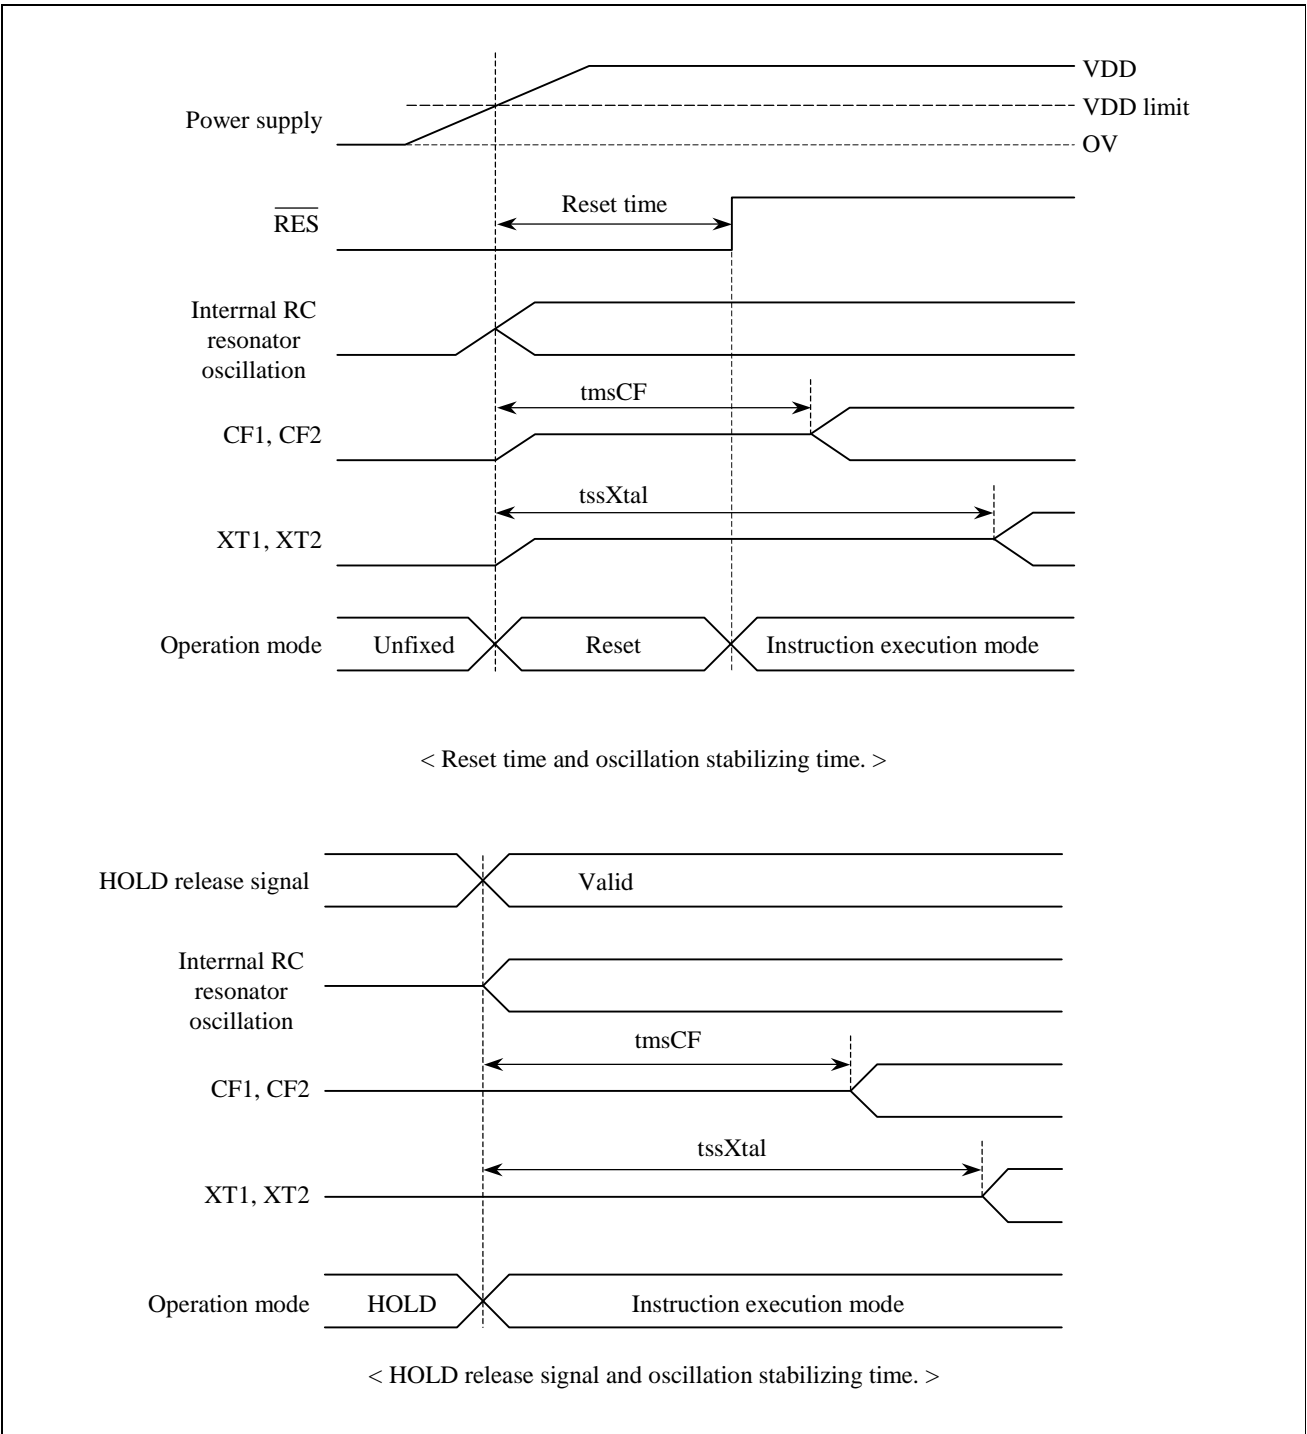 VDD
Power supply
VDD limit
OV
RES
Reset time
Interrnal RC
resonator
oscillation
tmsCF
CF1, CF2
tssXtal
XT1, XT2
Operation mode
Unfixed
Reset
Instruction execution mode
< Reset time and oscillation stabilizing time. >
HOLD release signal
Valid
Interrnal RC
resonator
oscillation
tmsCF
CF1, CF2
tssXtal
XT1, XT2
Operation mode
HOLD
Instruction execution mode
< HOLD release signal and oscillation stabilizing time. >